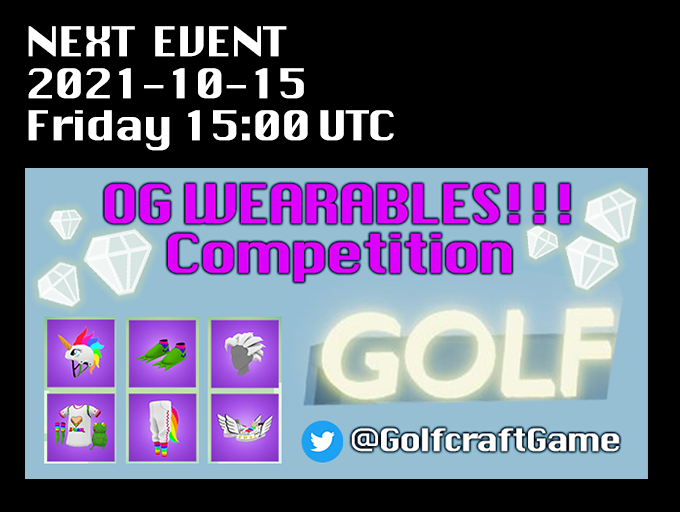 NEXT EVENT
2021-10-15
Friday 15:00 UTC
OG WEARABLES!!!
Competition
GOLF
@GolfcraftGame